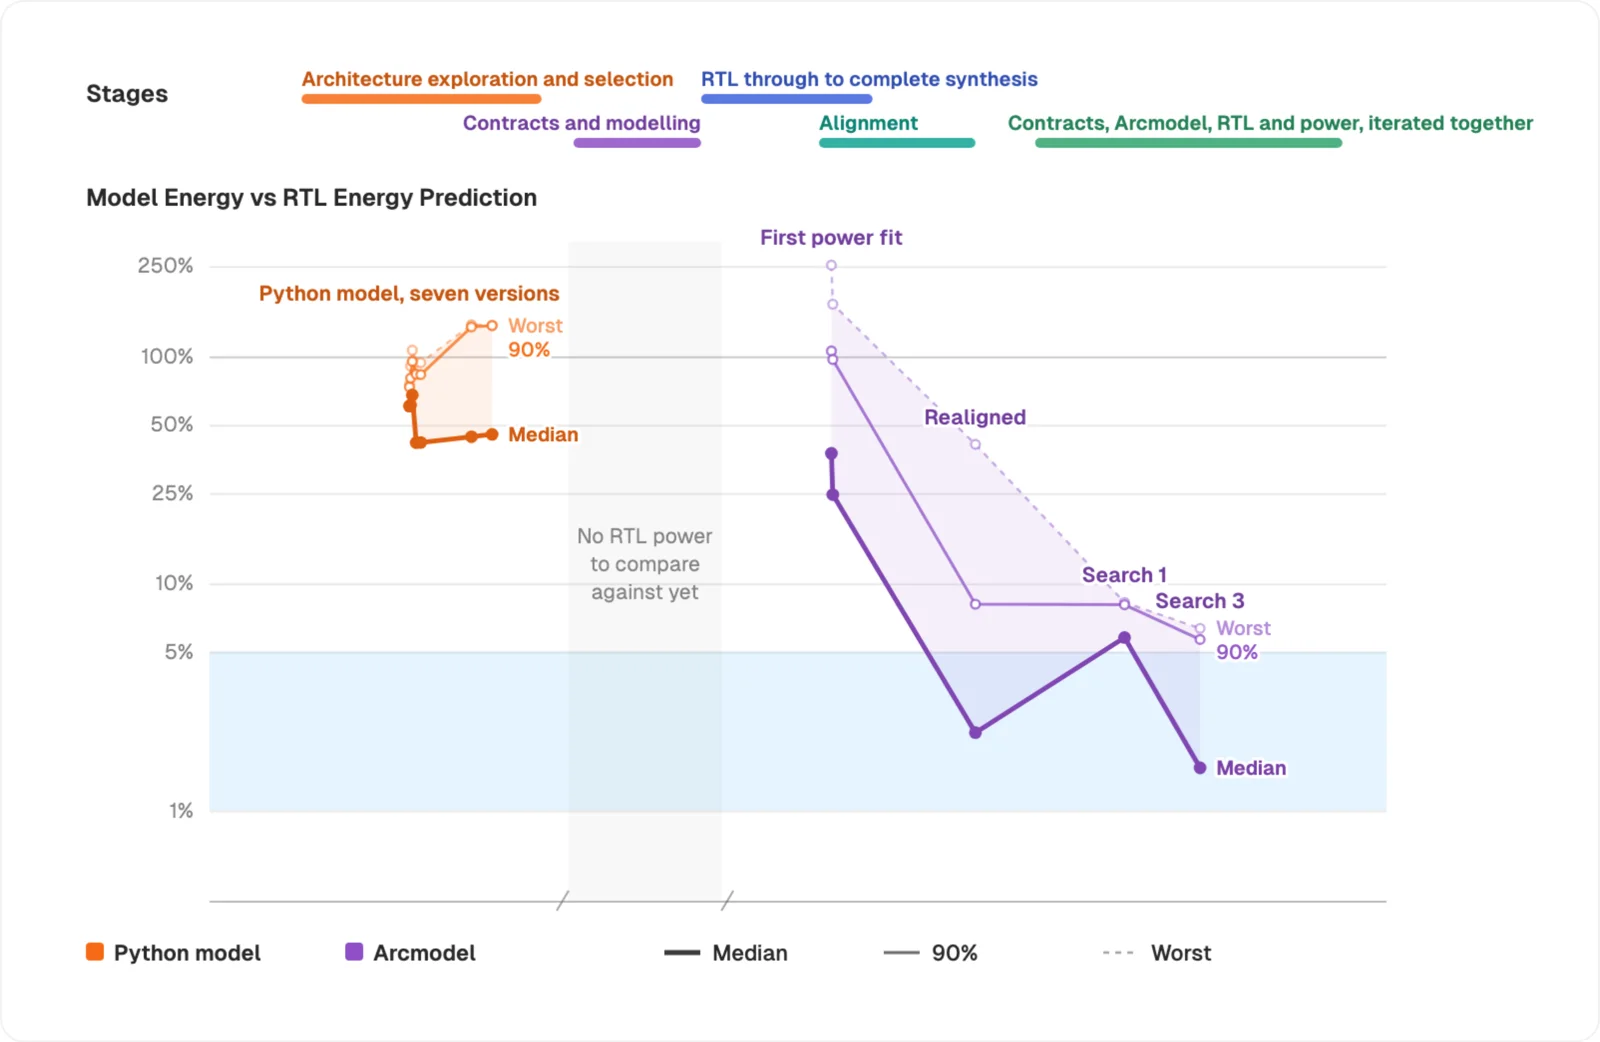 Stages
Architecture exploration and selection
RTL through to complete synthesis
Contracts and modelling
Alignment
Contracts, Arcmodel, RTL and power, iterated together
Model Energy vs RTL Energy Prediction
First power fit
250%
Python model, seven versions
Worst
90%
100%
Realigned
50%
Median
25%
No RTL power
to compare
against yet
10%
Search 1
Search 3
Worst
90%
5%
Median
1%
Python model
Arcmodel
Median
90%
Worst